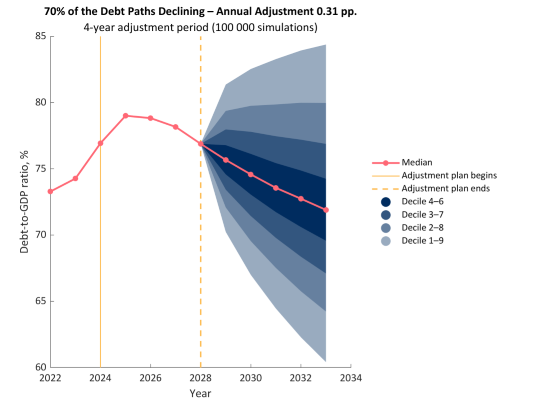 70% of the Debt Paths Declining – Annual Adjustment 0.31 pp.
4-year adjustment period (100 000 simulations)
Debt-to-GDP ratio, %
85
80
75
70
65
60
2022
2024
2026
2028
2030
2032
2034
Year
Median
Adjustment plan begins
Adjustment plan ends
Decile 4–6
Decile 3–7
Decile 2–8
Decile 1–9